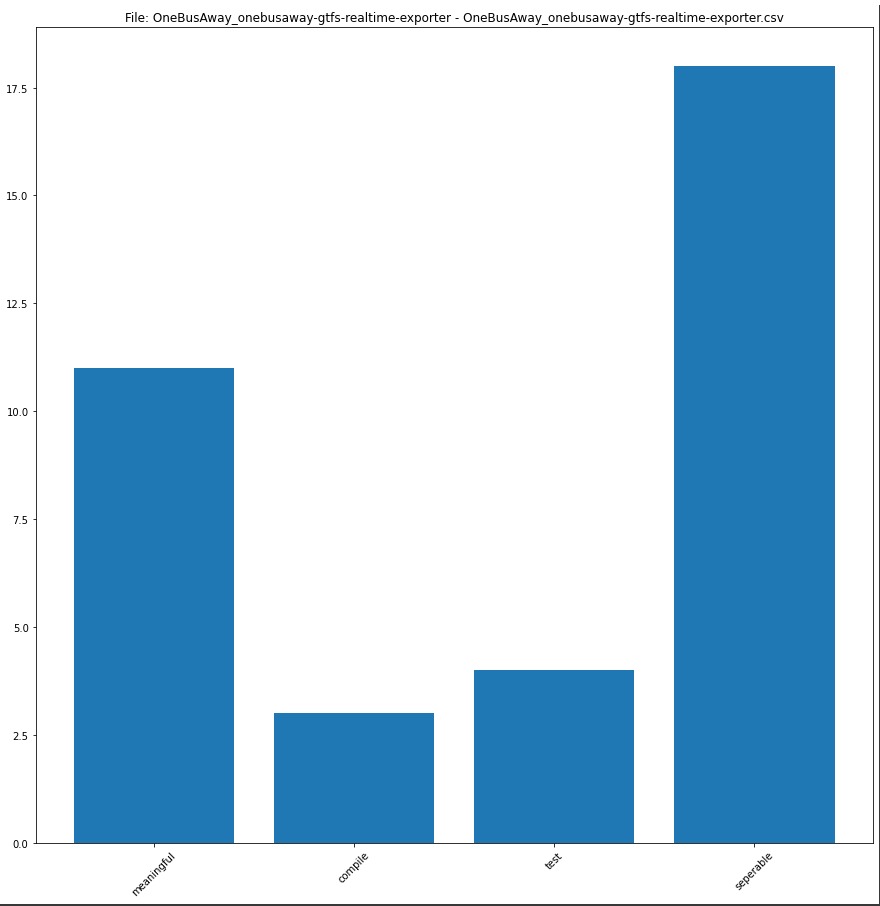 File: OneBusAway_onebusaway-gtfs-realtime-exporter - OneBusAway_onebusaway-gtfs-realtime-exporter.csv
17.5
15.0
12.5
10.0
7.5
5.0
2.5
0.0
meaningful
compile
test
seperable